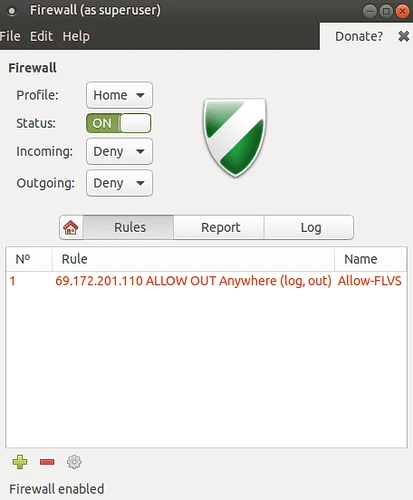 Firewall (as superuser)
File Edit Help Donate?
Firewall
Profile: Home
Status: ON
Incoming: Deny
Outgoing: Deny
Rules Report Log
Nº Rule Name
1 69.172.201.110 ALLOW OUT Anywhere (log, out) Allow-FLVS
Firewall enabled